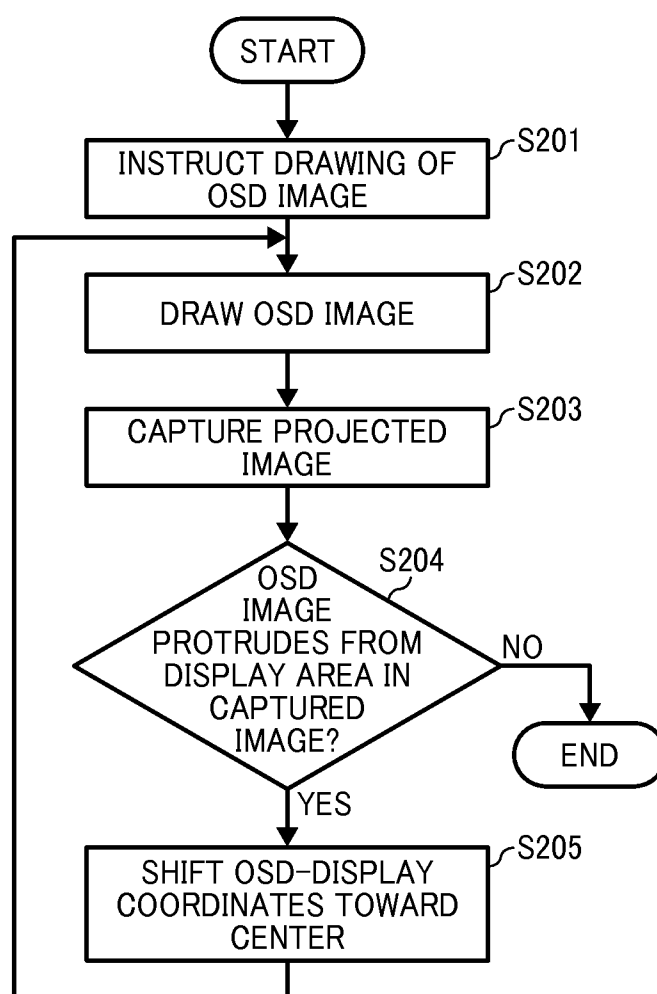 START
S201
INSTRUCT DRAWING OF
OSD IMAGE
S202
DRAW OSD IMAGE
S203
CAPTURE PROJECTED
IMAGE
S204
OSD
IMAGE
PROTRUDES FROM
DISPLAY AREA IN
CAPTURED
IMAGE?
NO
END
YES
S205
SHIFT OSD-DISPLAY
COORDINATES TOWARD
CENTER